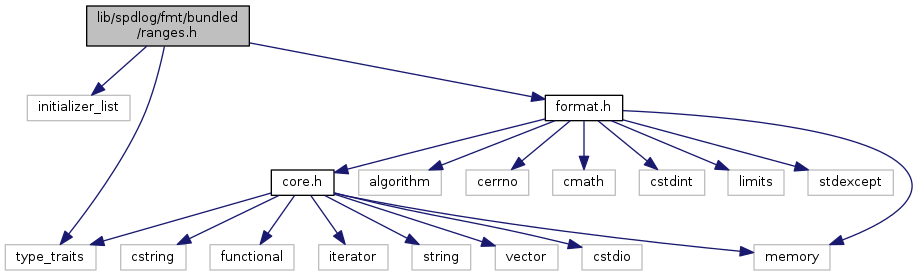 lib/spdlog/fmt/bundled
/ranges.h
initializer_list
format.h
core.h
algorithm
cerrno
cmath
cstdint
limits
stdexcept
type_traits
cstring
functional
iterator
string
vector
cstdio
memory